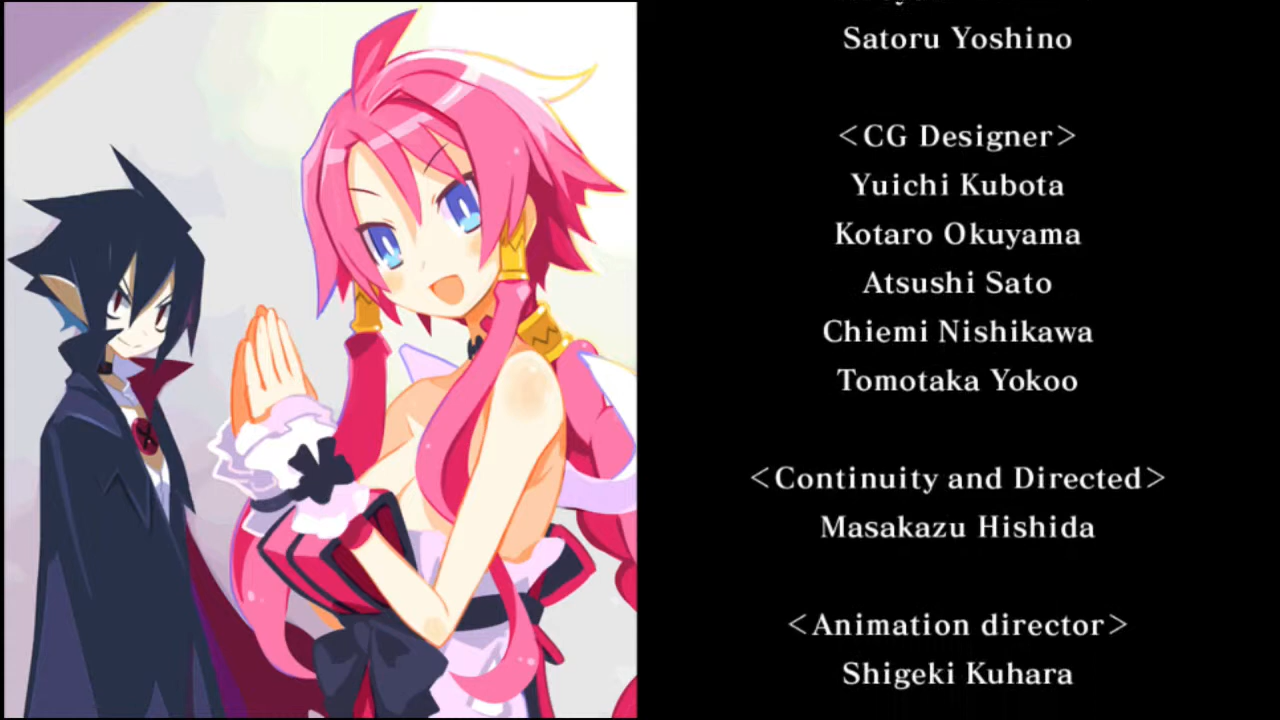 Satoru Yoshino
<CG Designer>
Yuichi Kubota
Kotaro Okuyama
Atsushi Sato
Chiemi Nishikawa
Tomotaka Yokoo
<Continuity and Directed>
Masakazu Hishida
<Animation director>
Shigeki Kuhara